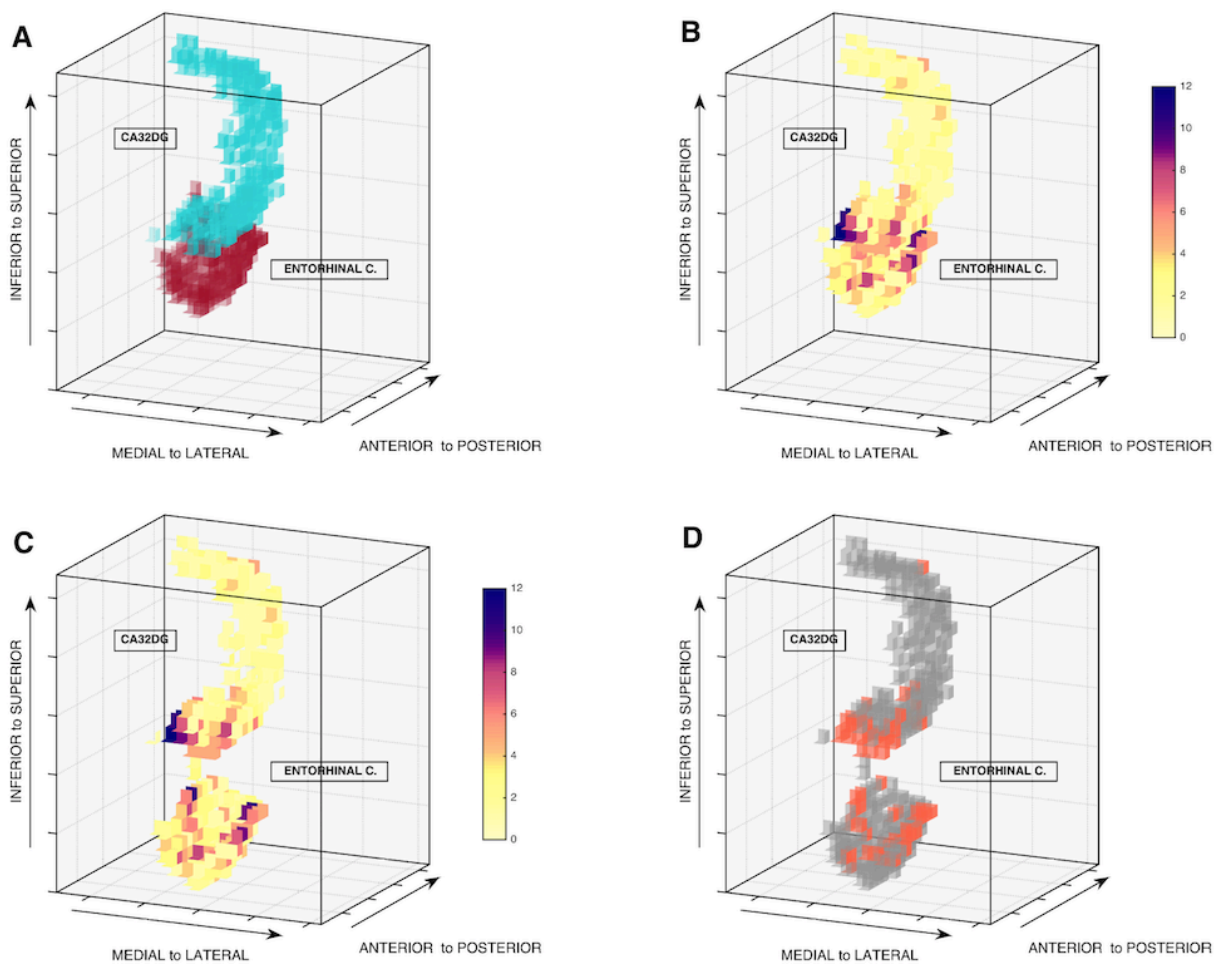 A
CA32DG
ENTORHINAL C.
INFERIOR to SUPERIOR
MEDIAL to LATERAL
ANTERIOR to POSTERIOR
B
CA32DG
ENTORHINAL C.
INFERIOR to SUPERIOR
MEDIAL to LATERAL
ANTERIOR to POSTERIOR
12
10
8
6
4
2
0
C
CA32DG
ENTORHINAL C.
INFERIOR to SUPERIOR
MEDIAL to LATERAL
ANTERIOR to POSTERIOR
12
10
8
6
4
2
0
D
CA32DG
ENTORHINAL C.
INFERIOR to SUPERIOR
MEDIAL to LATERAL
ANTERIOR to POSTERIOR